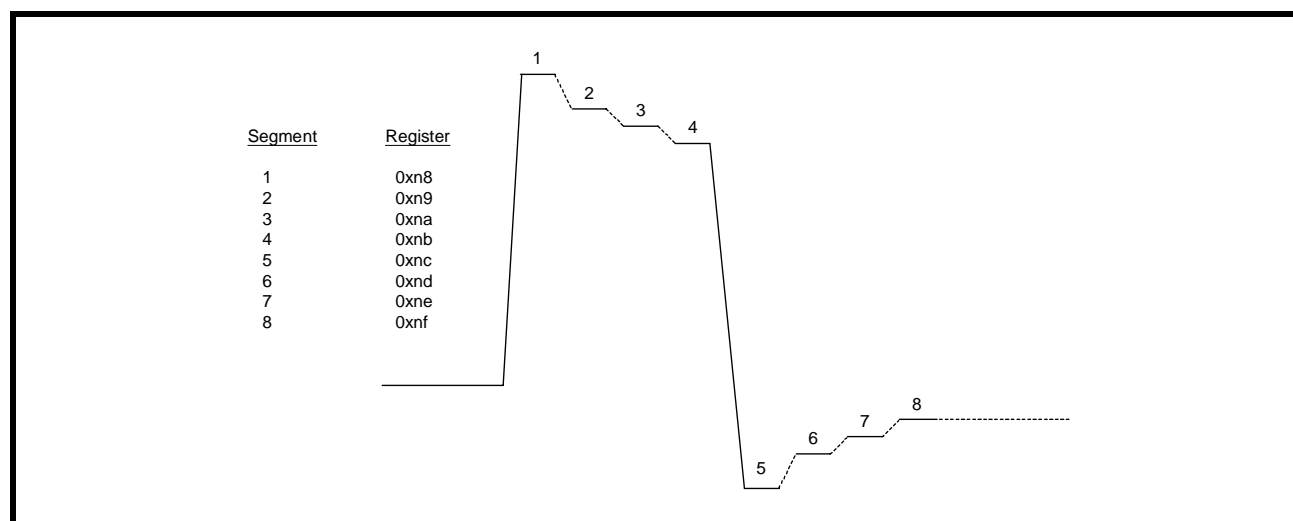 1
2
3
4
Segment Register
1 0xn8
2 0xn9
3 0xna
4 0xnb
5 0xnc
6 0xnd
7 0xne
8 0xnf
8
7
6
5